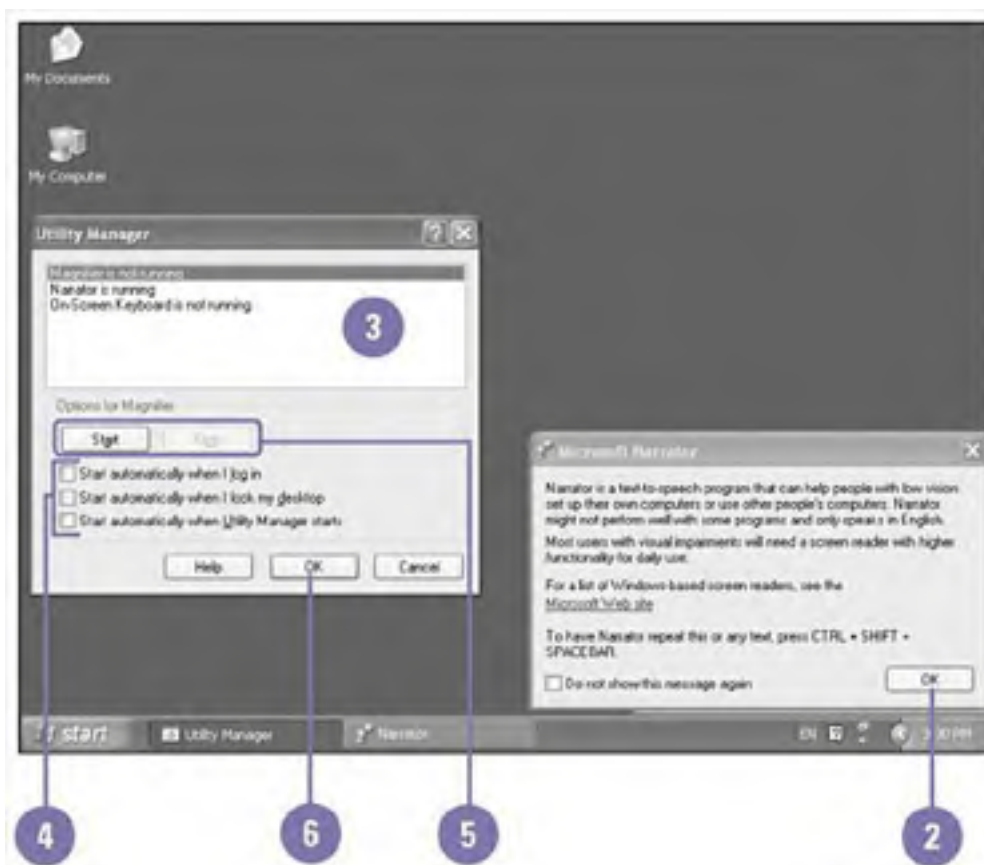 My Documents
My Computer
Utility Manager
Magnifier is not running
Narrator is running
On-Screen Keyboard is not running
3
Options for Magnifier
Start
Stop
Start automatically when I log in
Start automatically when I lock my desktop
Start automatically when Utility Manager starts
Help
OK
Cancel
Microsoft Narrator
Narrator is a text-to-speech program that can help people with low vision
set up their own computers or use other people's computers. Narrator
might not perform well with some programs and only speaks in English.
Most users with visual impairments will need a screen reader with higher
functionality for daily use.
For a list of Windows-based screen readers, see the
Microsoft Web site
To have Narrator repeat this or any text, press CTRL + SHIFT +
SPACEBAR.
Do not show this message again
OK
start
Utility Manager
Narrator
EN
PM
4
6
5
2